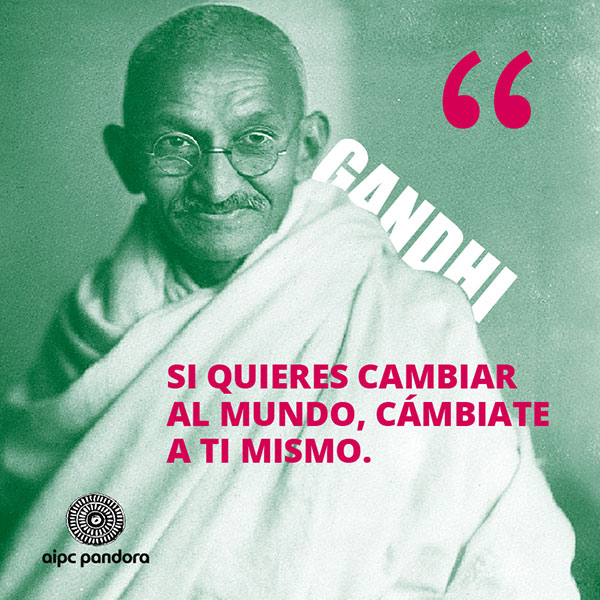 GANDHI
SI QUIERES CAMBIAR
AL MUNDO, CÁMBIATE
A TI MISMO.
aipc pandora